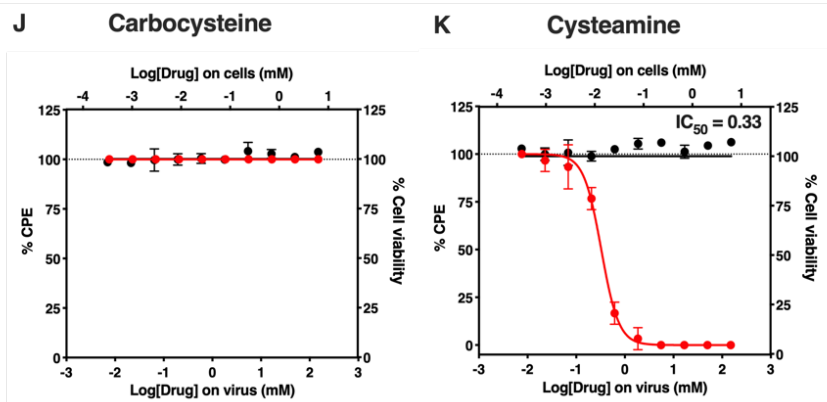 J Carbocysteine
Log[Drug] on cells (mM)
-4 -3 -2 -1 0 1
125 125
100 100
75 75
50 50
25 25
0 0
% CPE
% Cell viability
-3 -2 -1 0 1 2 3
Log[Drug] on virus (mM)
K Cysteamine
Log[Drug] on cells (mM)
-4 -3 -2 -1 0 1
IC50 = 0.33
125 125
100 100
75 75
50 50
25 25
0 0
% CPE
% Cell viability
-3 -2 -1 0 1 2 3
Log[Drug] on virus (mM)